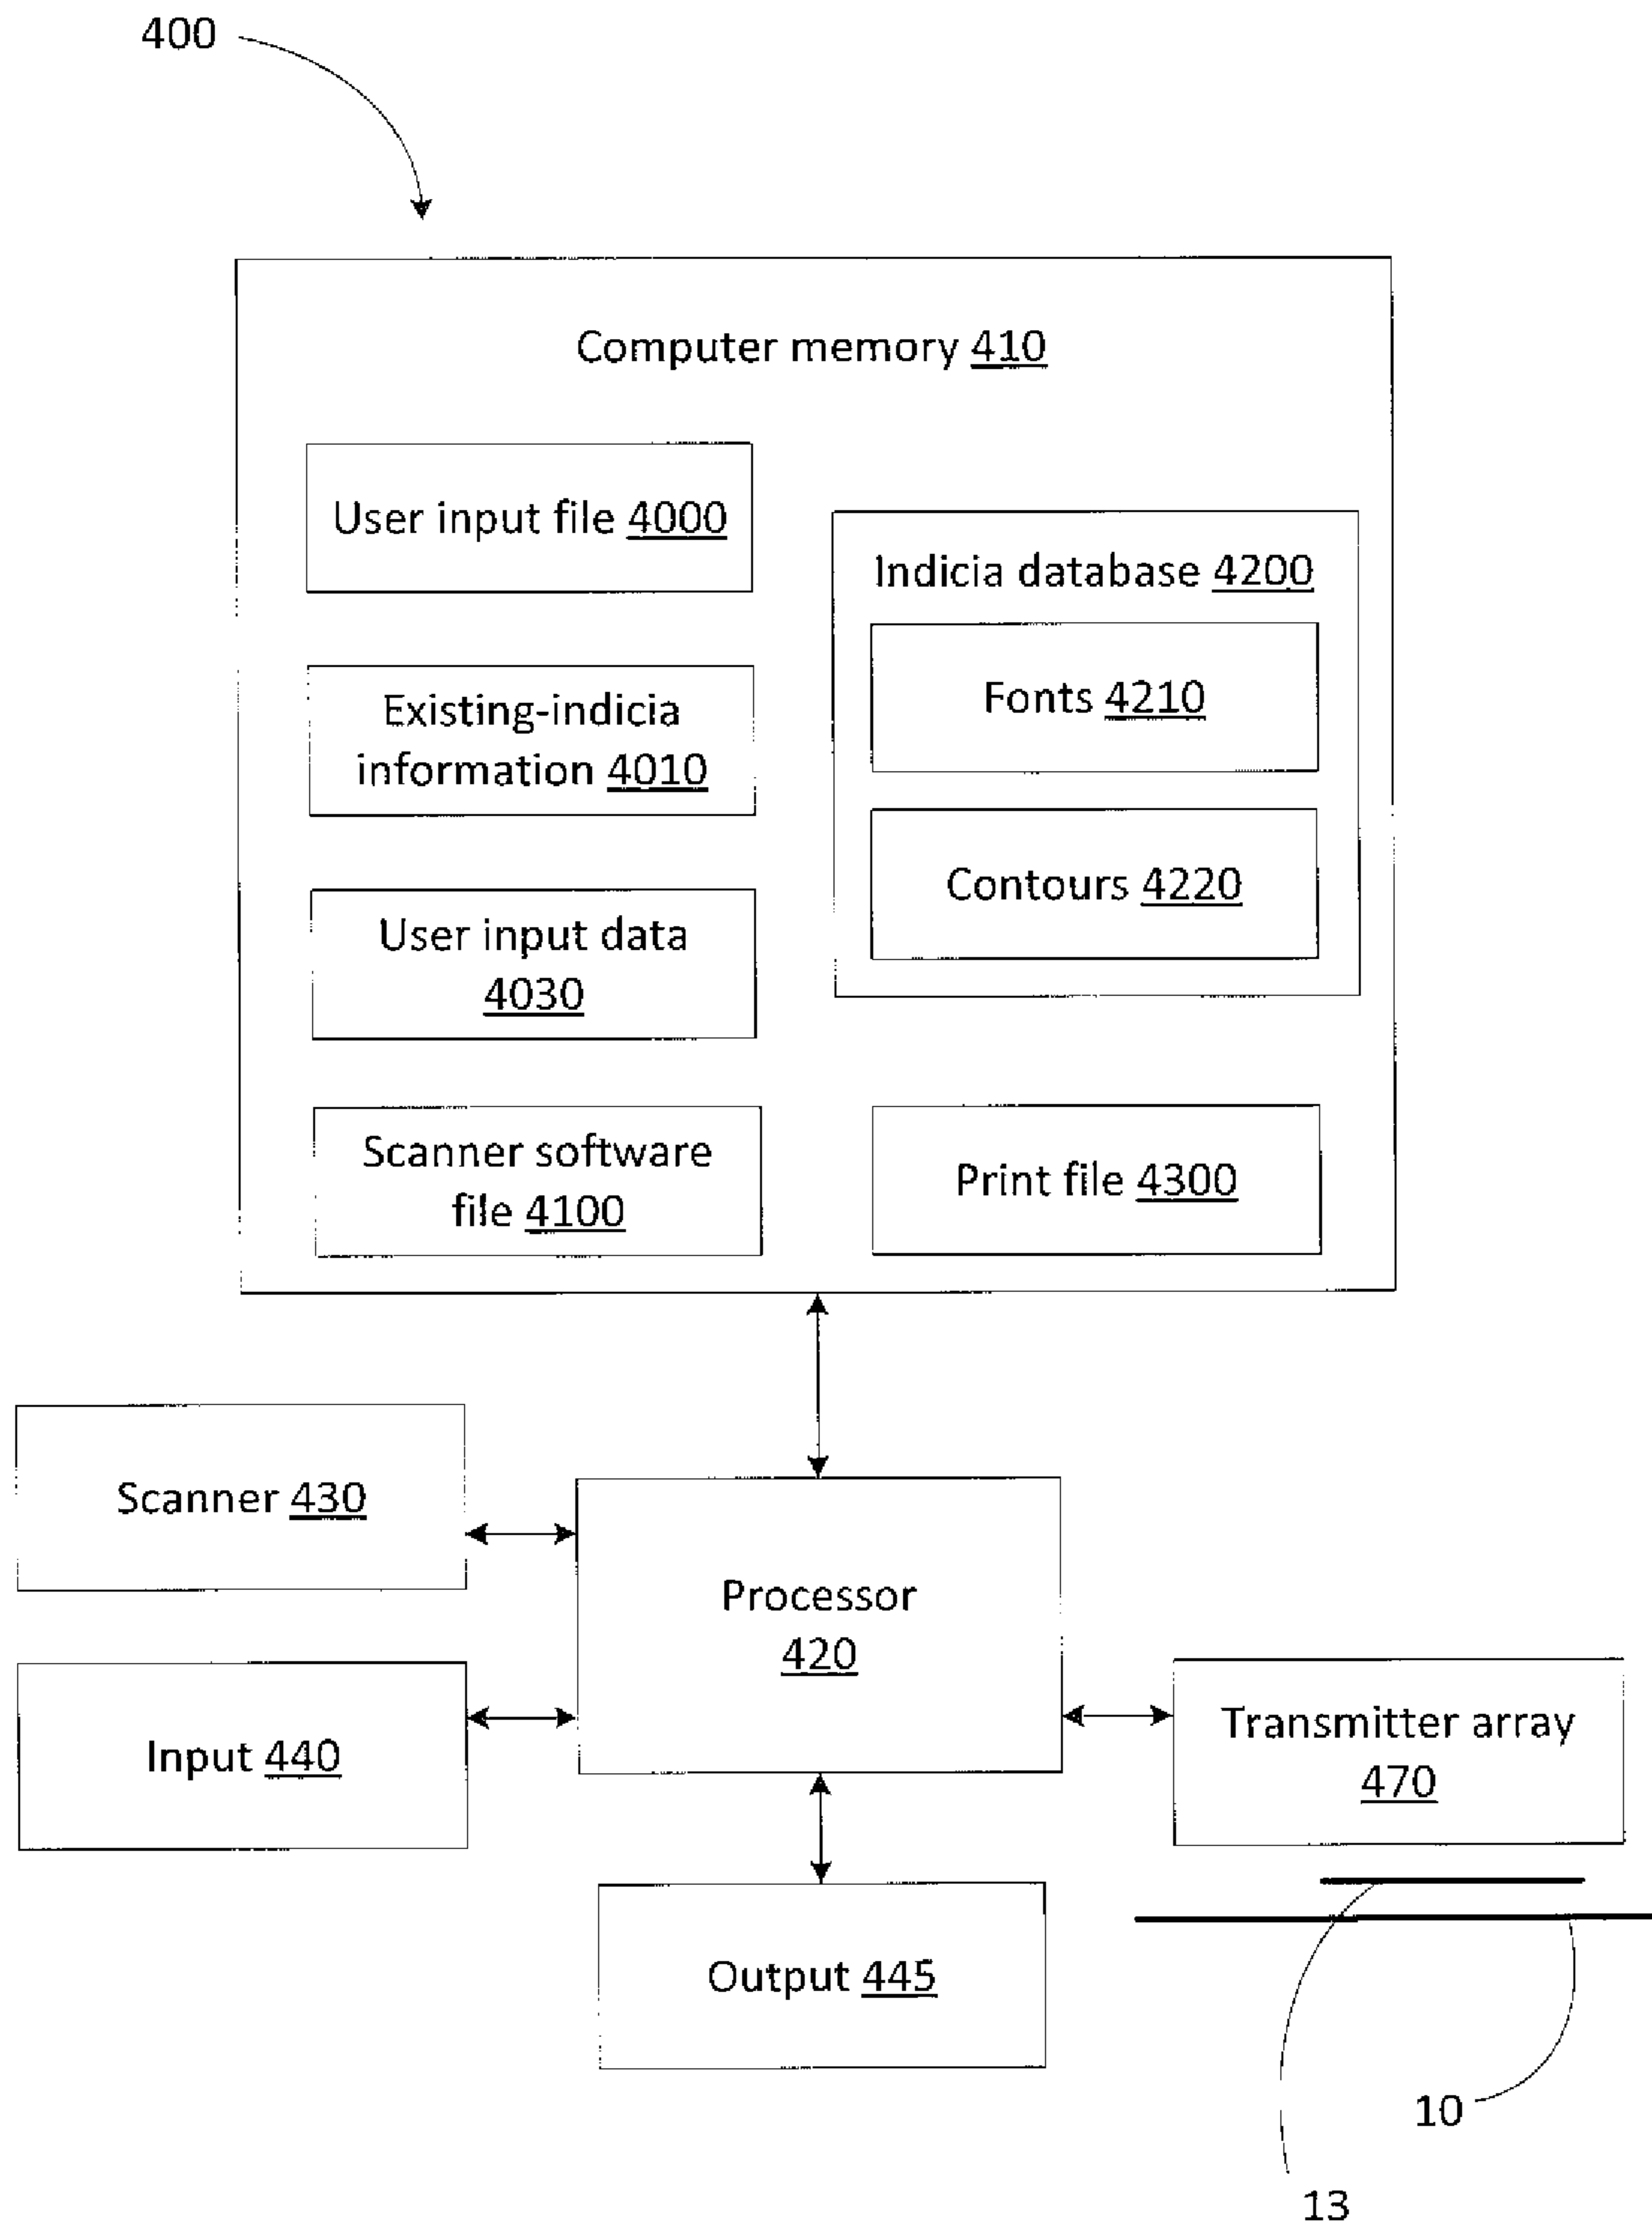 400
Computer memory 410
User input file 4000
Existing-indicia
information 4010
User input data
4030
Scanner software
file 4100
Indicia database 4200
Fonts 4210
Contours 4220
Print file 4300
Scanner 430
Input 440
Processor
420
Transmitter array
470
Output 445
10
13